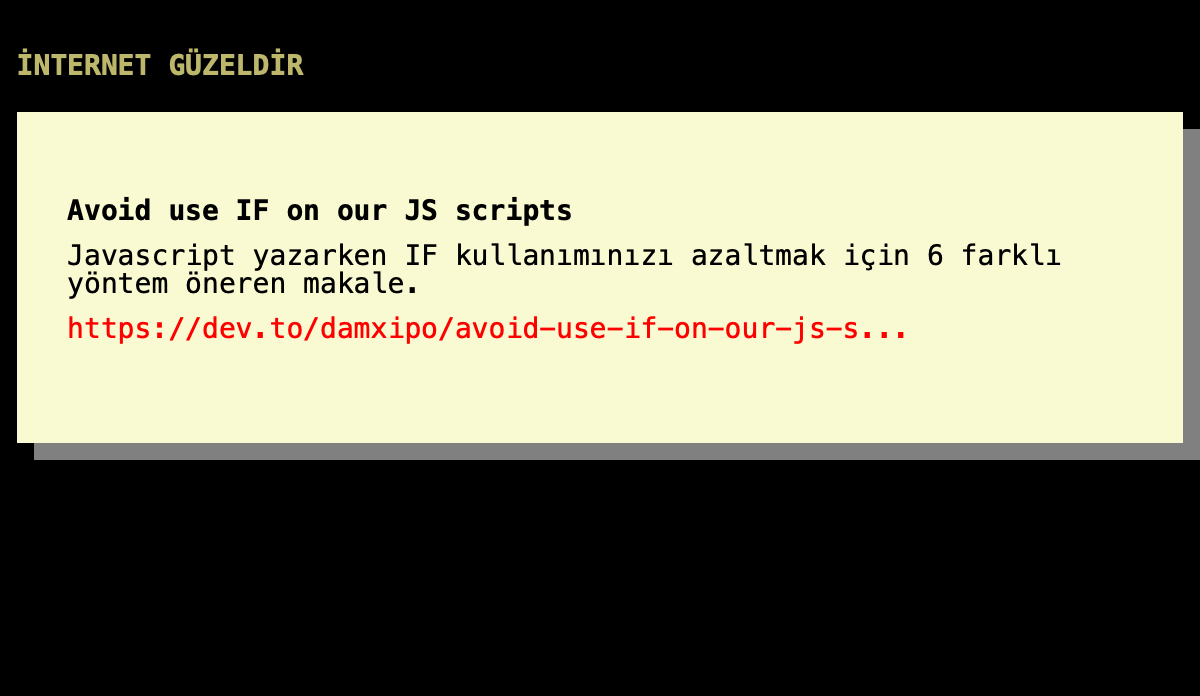 İNTERNET GÜZELDİR
Avoid use IF on our JS scripts
Javascript yazarken IF kullanımınızı azaltmak için 6 farklı
yöntem öneren makale.
https://dev.to/damxipo/avoid-use-if-on-our-js-s...